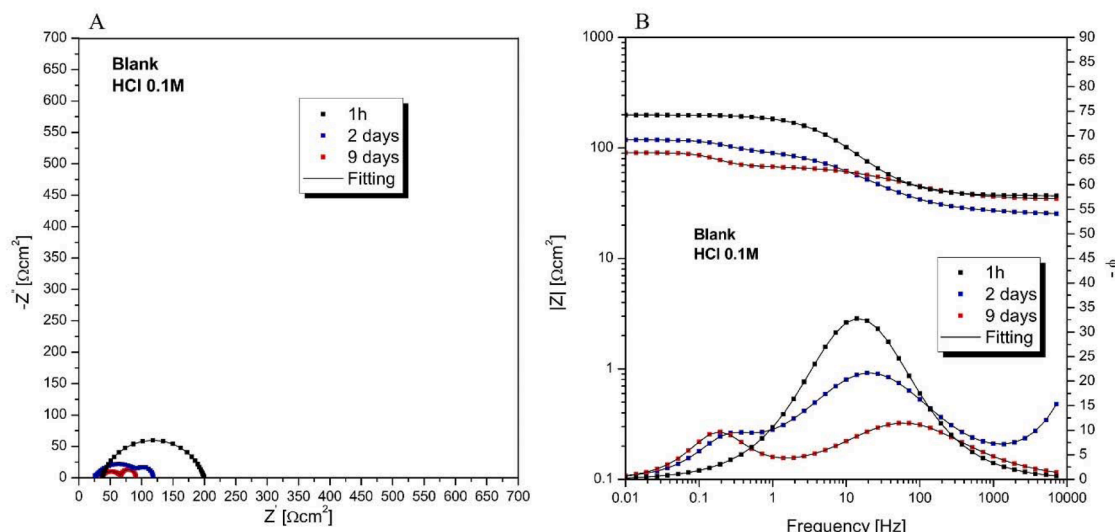 A
700
650
600
550
500
450
400
350
300
250
200
150
100
50
0
-Z" [Ωcm²]
Blank
HCl 0.1M
1h
2 days
9 days
Fitting
0 50 100 150 200 250 300 350 400 450 500 550 600 650 700
Z' [Ωcm²]
B
1000
100
10
1
0.1
|Z| [Ωcm²]
Blank
HCl 0.1M
1h
2 days
9 days
Fitting
90
85
80
75
70
65
60
55
50
45
40
35
30
25
20
15
10
5
0
φ -
0.01 0.1 1 10 100 1000 10000
Frequency [Hz]